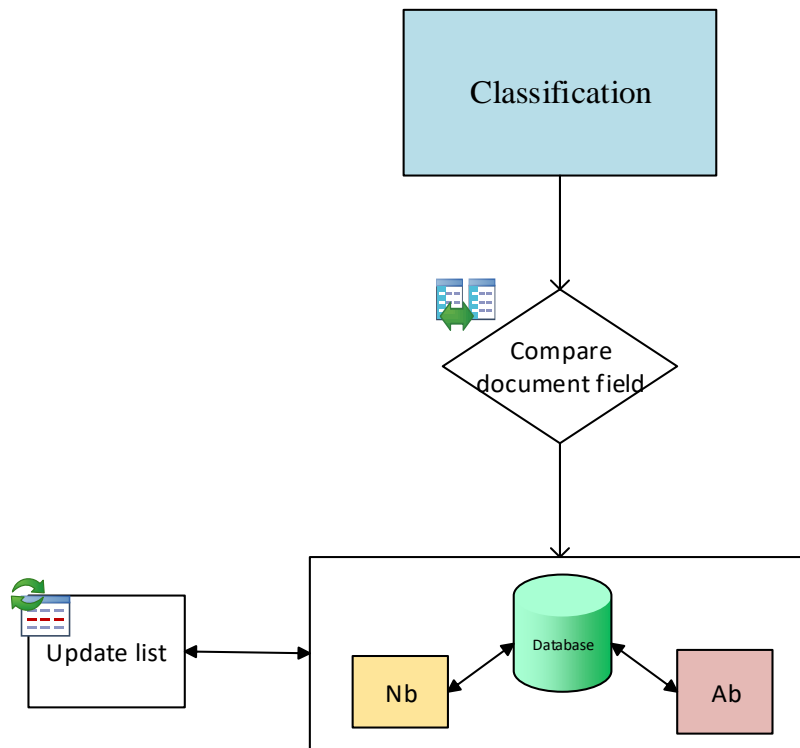 Classification
Compare
document field
Database
Update list
Nb
Ab